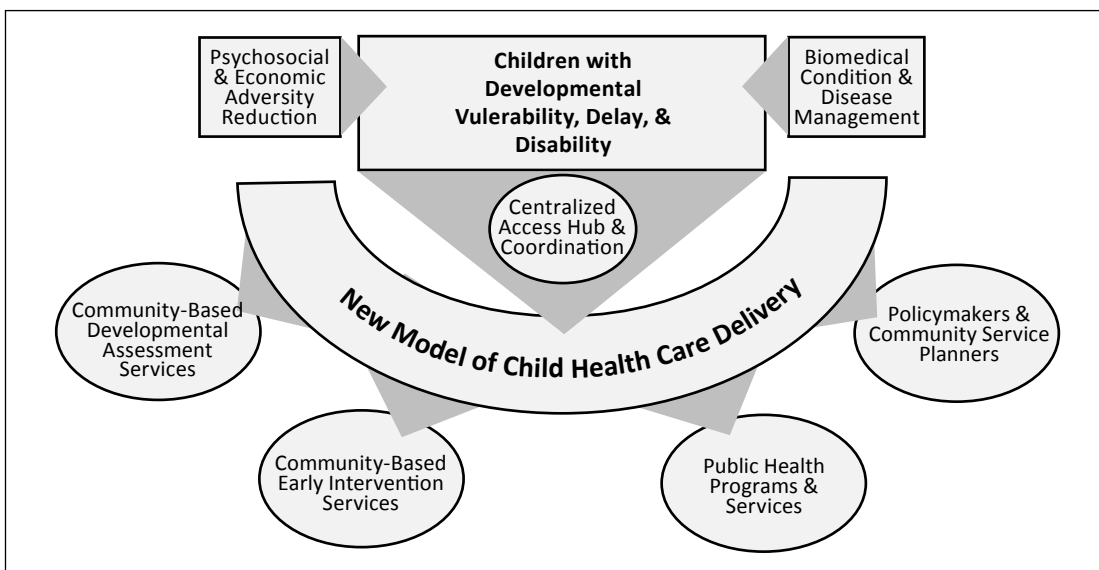 Psychosocial
& Economic
Adversity
Reduction
Children with
Developmental
Vulerability, Delay, &
Disability
Biomedical
Condition &
Disease
Management
Centralized
Access Hub &
Coordination
New Model of Child Health Care Delivery
Community-Based
Developmental
Assessment
Services
Policymakers &
Community Service
Planners
Community-Based
Early Intervention
Services
Public Health
Programs &
Services